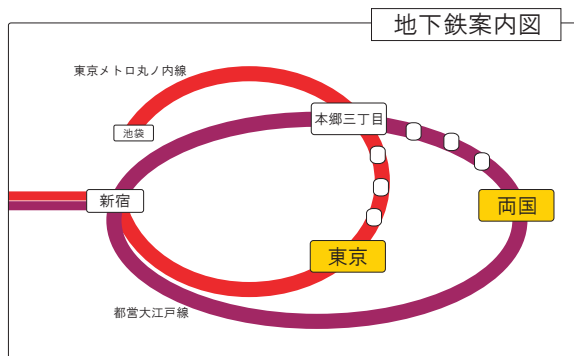 地下鉄案内図
東京メトロ丸ノ内線
池袋
本郷三丁目
新宿
両国
東京
都営大江戸線